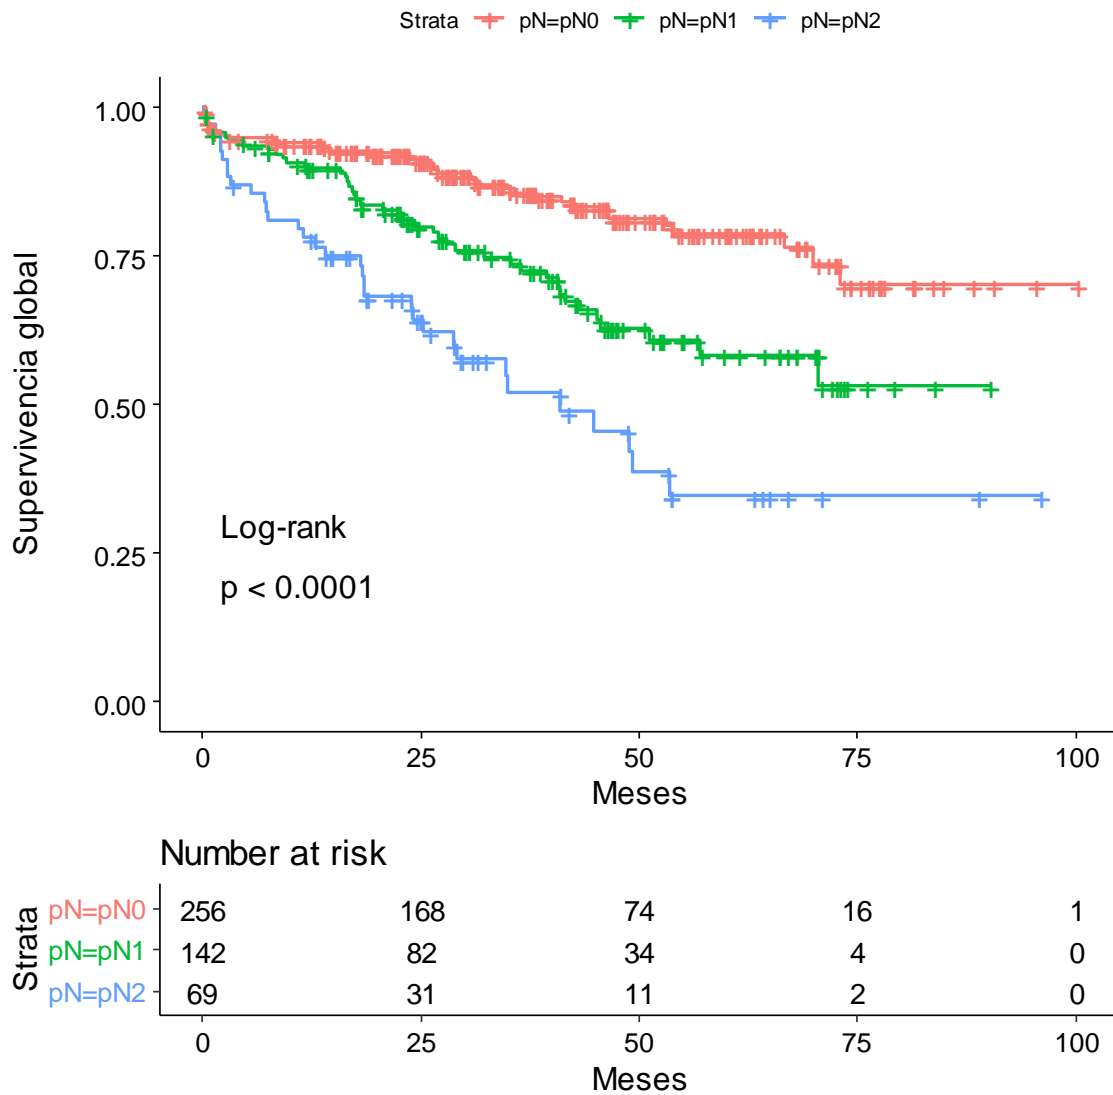 Strata pN=pN0 pN=pN1 pN=pN2
Supervivencia global
1.00
0.75
0.50
0.25
0.00
Log-rank
p < 0.0001
0 25 50 75 100
Meses
Number at risk
Strata
pN=pN0 256 168 74 16 1
pN=pN1 142 82 34 4 0
pN=pN2 69 31 11 2 0
0 25 50 75 100
Meses